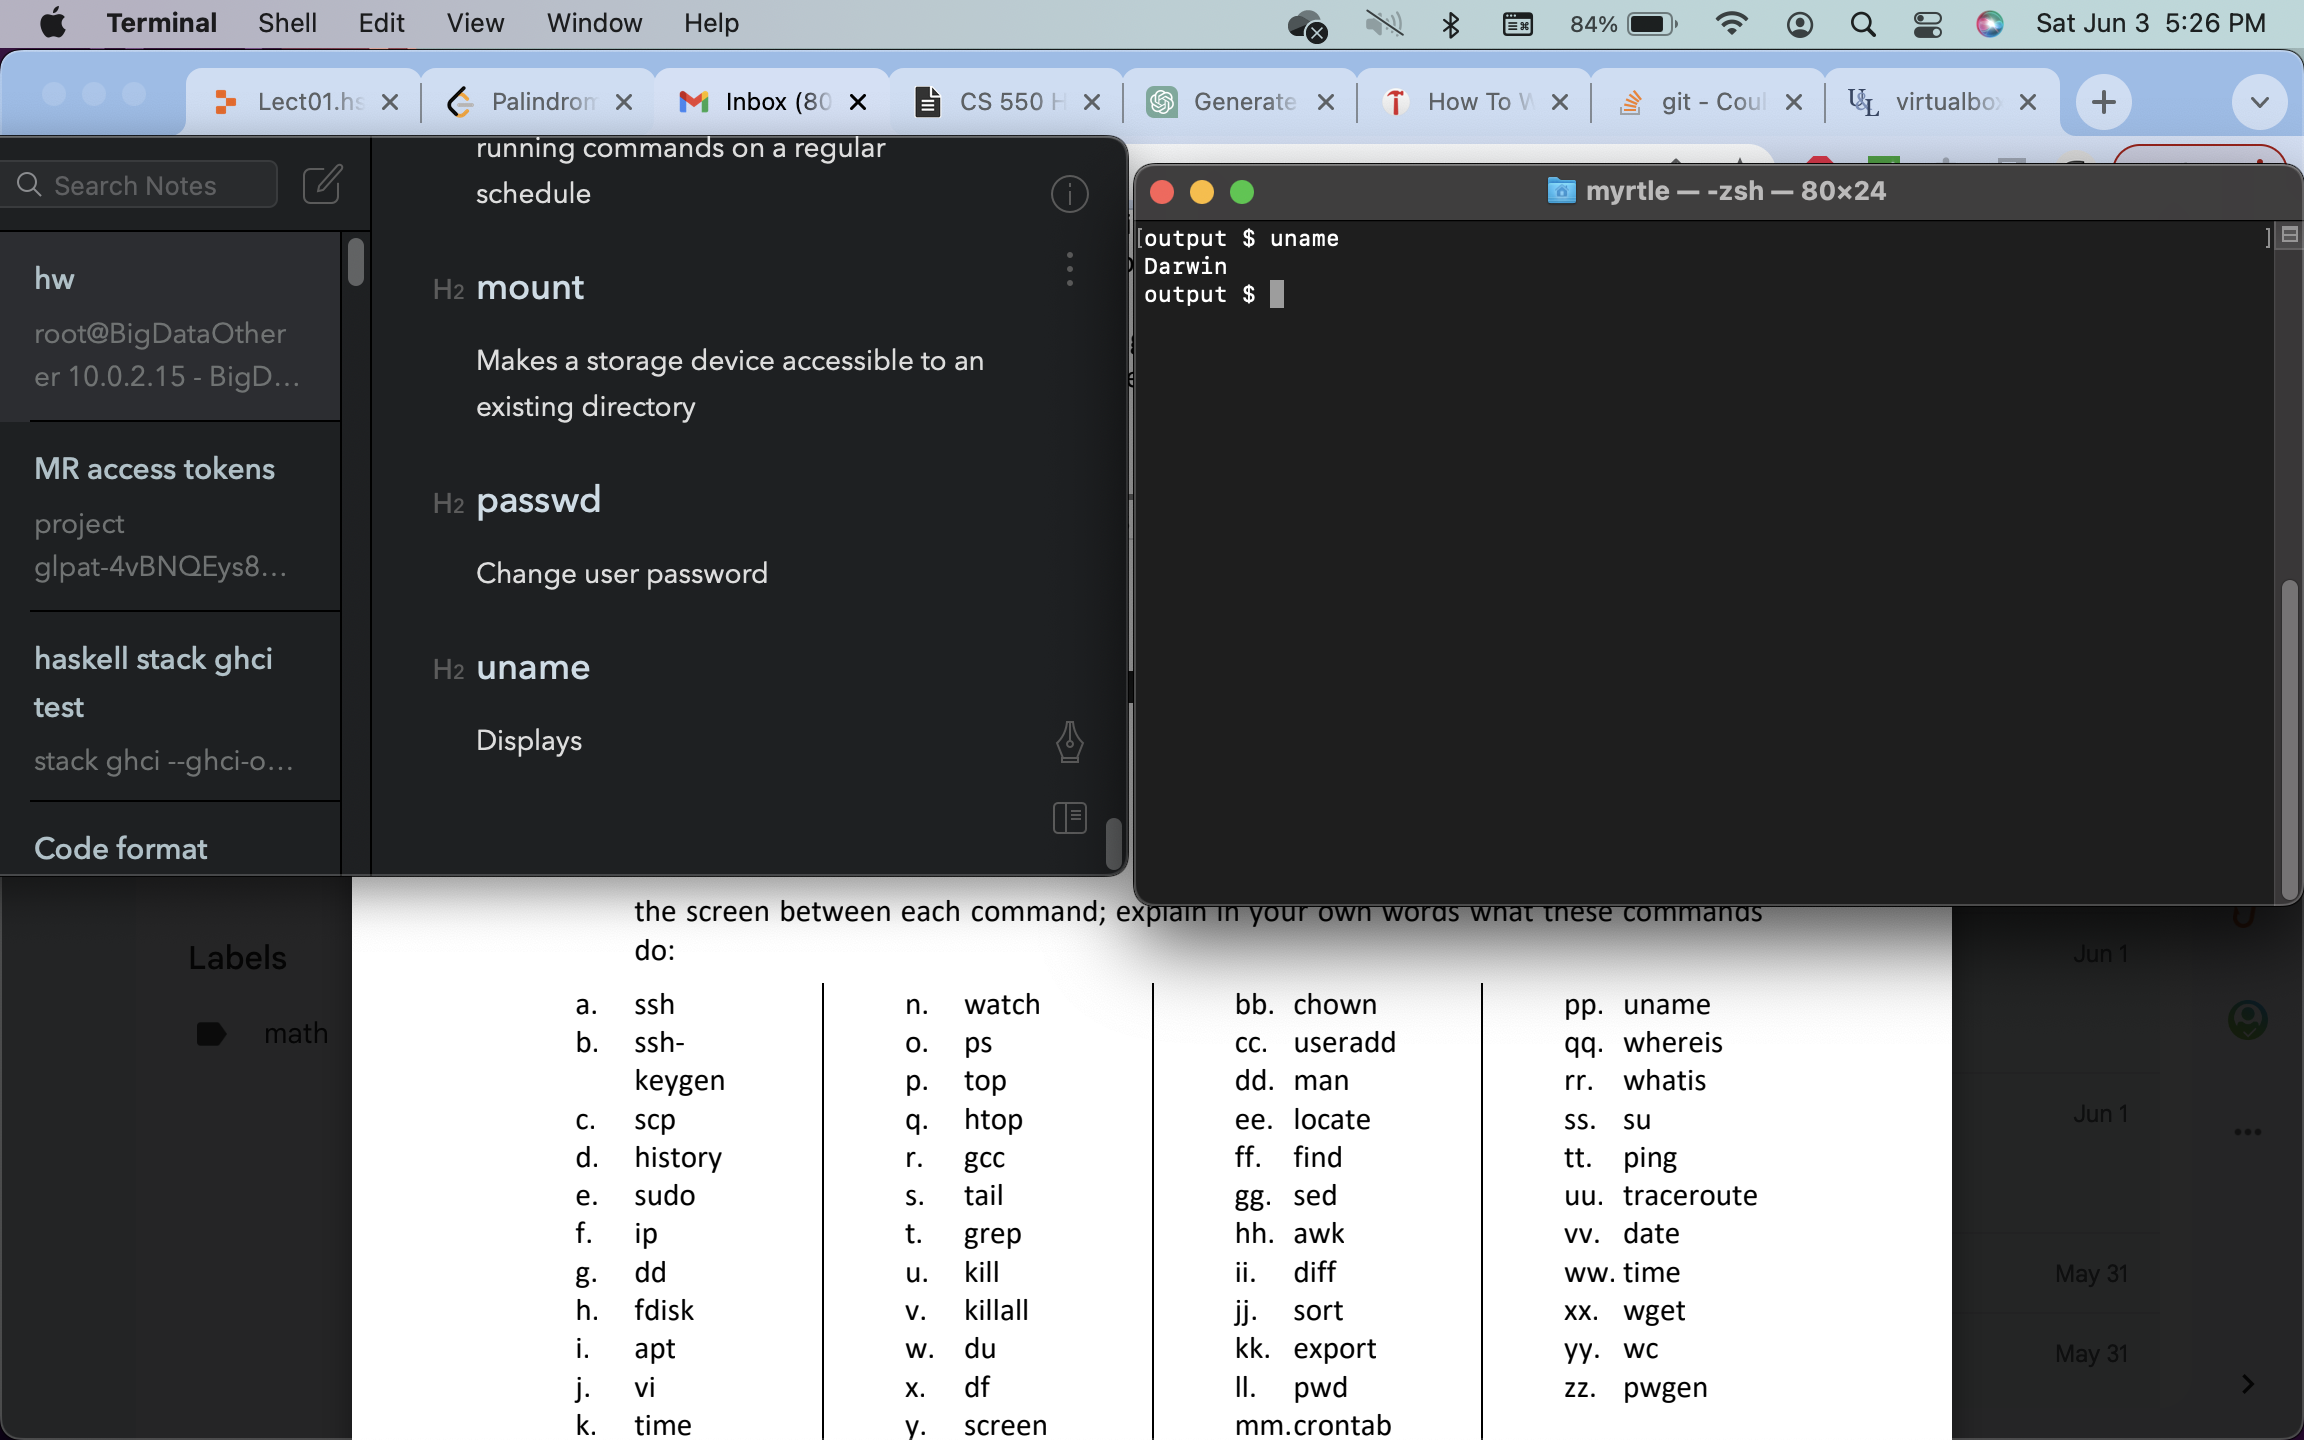 Terminal Shell Edit View Window Help 84% Sat Jun 3 5:26 PM
Lect01.hs Palindrom Inbox (80 CS 550 H Generate How To W git - Coul virtualbox
Search Notes
hw
root@BigDataOther
er 10.0.2.15 - BigD...
MR access tokens
project
glpat-4vBNQEys8...
haskell stack ghci
test
stack ghci --ghci-o...
Code format
running commands on a regular
schedule
H2 mount
Makes a storage device accessible to an
existing directory
H2 passwd
Change user password
H2 uname
Displays
myrtle — -zsh — 80×24
[output $ uname ]
Darwin
output $
the screen between each command; explain in your own words what these commands
do:
a. ssh
b. ssh-
keygen
c. scp
d. history
e. sudo
f. ip
g. dd
h. fdisk
i. apt
j. vi
k. time
n. watch
o. ps
p. top
q. htop
r. gcc
s. tail
t. grep
u. kill
v. killall
w. du
x. df
y. screen
bb. chown
cc. useradd
dd. man
ee. locate
ff. find
gg. sed
hh. awk
ii. diff
jj. sort
kk. export
ll. pwd
mm. crontab
pp. uname
qq. whereis
rr. whatis
ss. su
tt. ping
uu. traceroute
vv. date
ww. time
xx. wget
yy. wc
zz. pwgen
Labels
math
Jun 1
Jun 1
May 31
May 31